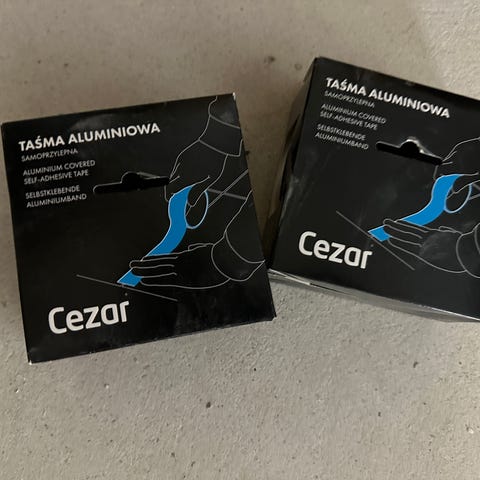 TAŚMA ALUMINIOWA
SAMOPRZYLEPNA
ALUMINIUM COVERED
SELF-ADHESIVE TAPE
SELBSTKLEBENDE
ALUMINIUMBAND
Cezar
TAŚMA ALUMINIOWA
SAMOPRZYLEPNA
ALUMINIUM COVERED
SELF-ADHESIVE TAPE
SELBSTKLEBENDE
ALUMINIUMBAND
Cezar